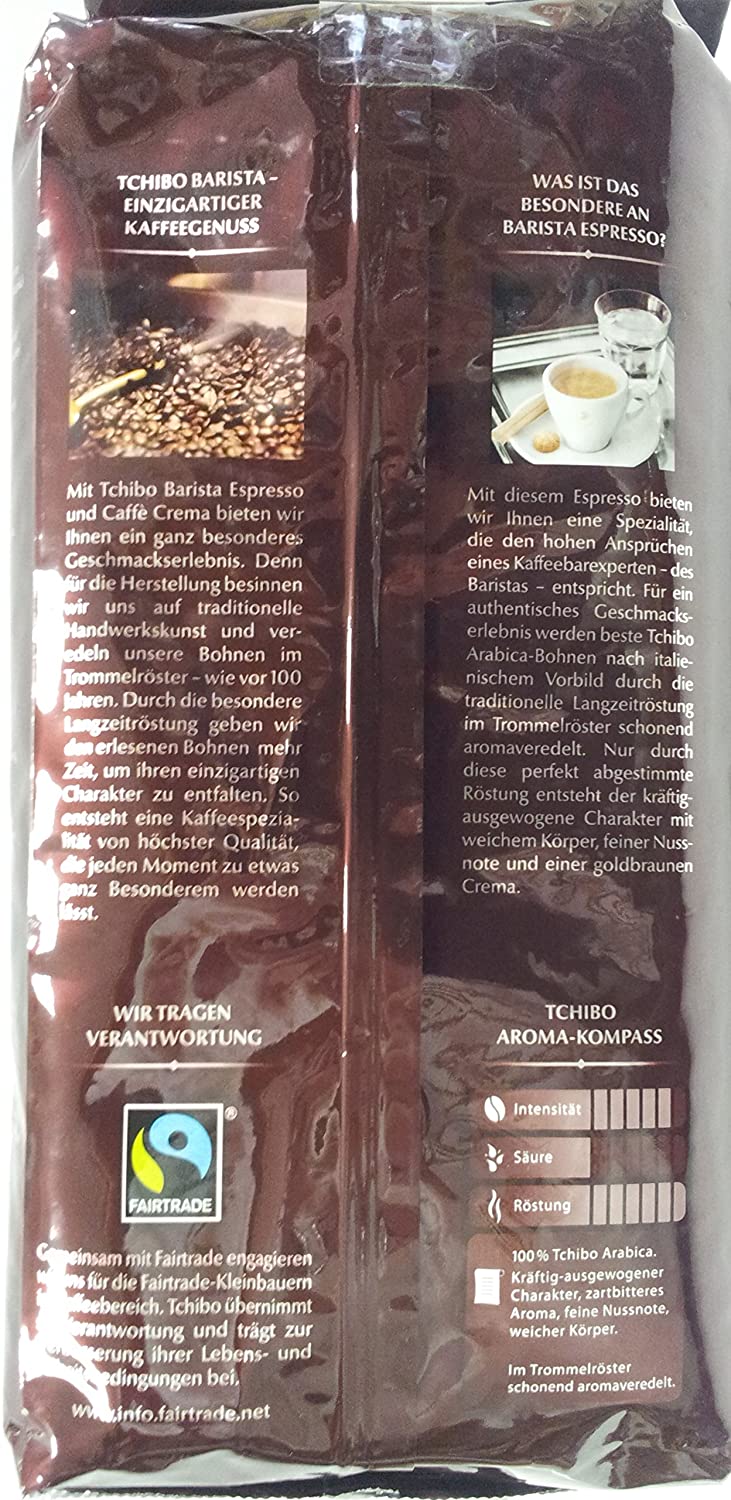 TCHIBO BARISTA –
EINZIGARTIGER
KAFFEEGENUSS
Mit Tchibo Barista Espresso
und Caffè Crema bieten wir
Ihnen ein ganz besonderes
Geschmackserlebnis. Denn
für die Herstellung besinnen
wir uns auf traditionelle
Handwerkskunst und ver-
edeln unsere Bohnen im
Trommelröster – wie vor 100
Jahren. Durch die besondere
Langzeitröstung geben wir
den erlesenen Bohnen mehr
Zeit, um ihren einzigartigen
Charakter zu entfalten. So
entsteht eine Kaffeespezia-
lität von höchster Qualität,
die jeden Moment zu etwas
ganz Besonderem werden
lässt.
WIR TRAGEN
VERANTWORTUNG
®
FAIRTRADE
Gemeinsam mit Fairtrade engagieren
wir uns für die Fairtrade-Kleinbauern
Tchibo übernimmt
Verantwortung und trägt zur
Verbesserung ihrer Lebens- und
bei.
www.info.fairtrade.net
WAS IST DAS
BESONDERE AN
BARISTA ESPRESSO?
Mit diesem Espresso bieten
wir Ihnen eine Spezialität,
die den hohen Ansprüchen
eines Kaffeebarexperten – des
Baristas – entspricht. Für ein
authentisches Geschmacks-
erlebnis werden beste Tchibo
Arabica-Bohnen nach italie-
nischem Vorbild durch die
traditionelle Langzeitröstung
im Trommelröster schonend
aromaveredelt. Nur durch
diese perfekt abgestimmte
Röstung entsteht der kräftig-
ausgewogene Charakter mit
weichem Körper, feiner Nuss-
note und einer goldbraunen
Crema.
TCHIBO
AROMA-KOMPASS
Intensität
Säure
Röstung
100 % Tchibo Arabica.
Kräftig-ausgewogener
Charakter, zartbitteres
Aroma, feine Nussnote,
weicher Körper.
Im Trommelröster
schonend aromaveredelt.